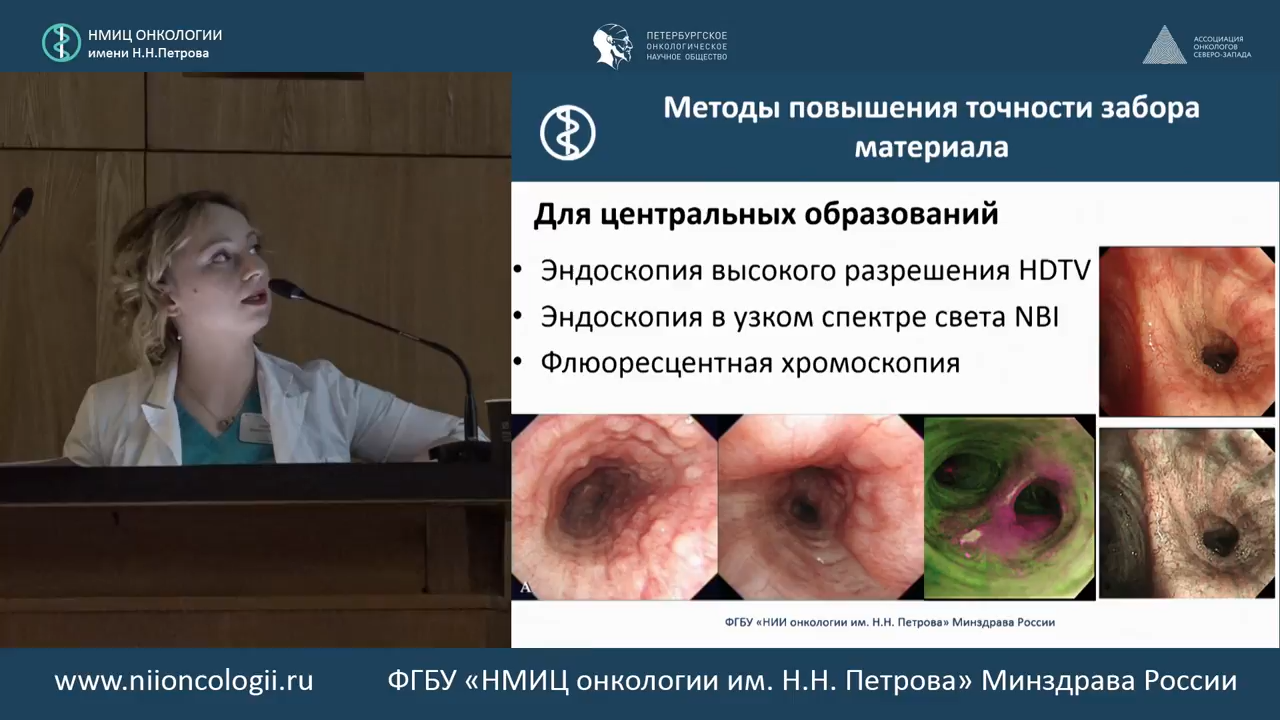 НМИЦ ОНКОЛОГИИ
имени Н.Н.Петрова
ПЕТЕРБУРГСКОЕ
ОНКОЛОГИЧЕСКОЕ
НАУЧНОЕ ОБЩЕСТВО
АССОЦИАЦИЯ
ОНКОЛОГОВ
СЕВЕРО-ЗАПАДА
Методы повышения точности забора
материала
Для центральных образований
• Эндоскопия высокого разрешения HDTV
• Эндоскопия в узком спектре света NBI
• Флюоресцентная хромоскопия
A
ФГБУ «НИИ онкологии им. Н.Н. Петрова» Минздрава России
www.niioncologii.ru
ФГБУ «НМИЦ онкологии им. Н.Н. Петрова» Минздрава России